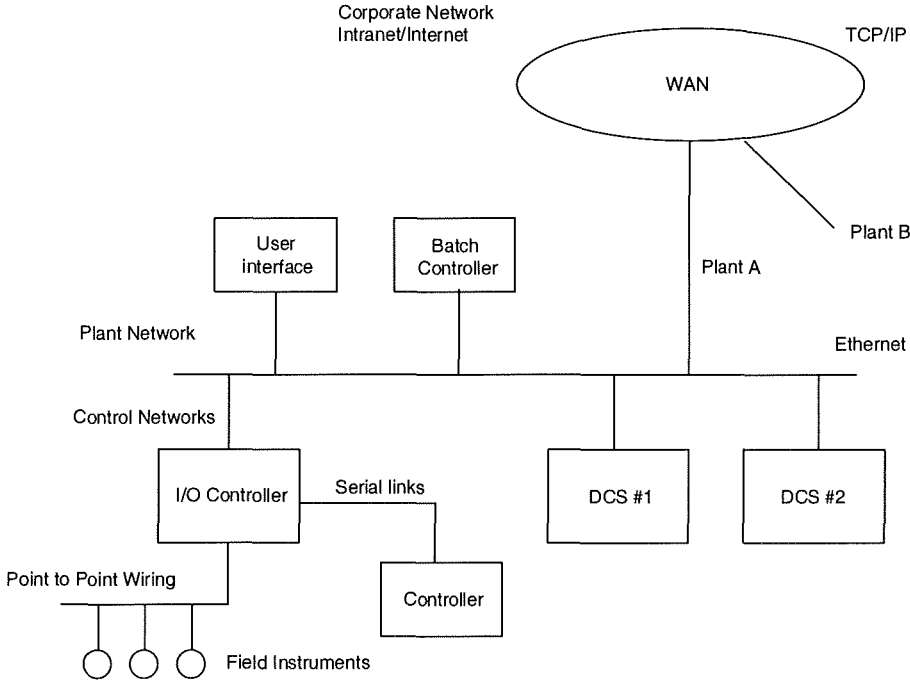 Corporate Network
Intranet/Internet
TCP/IP
WAN
User
interface
Batch
Controller
Plant B
Plant A
Plant Network
Ethernet
Control Networks
I/O Controller
Serial links
DCS #1
DCS #2
Point to Point Wiring
Controller
Field Instruments